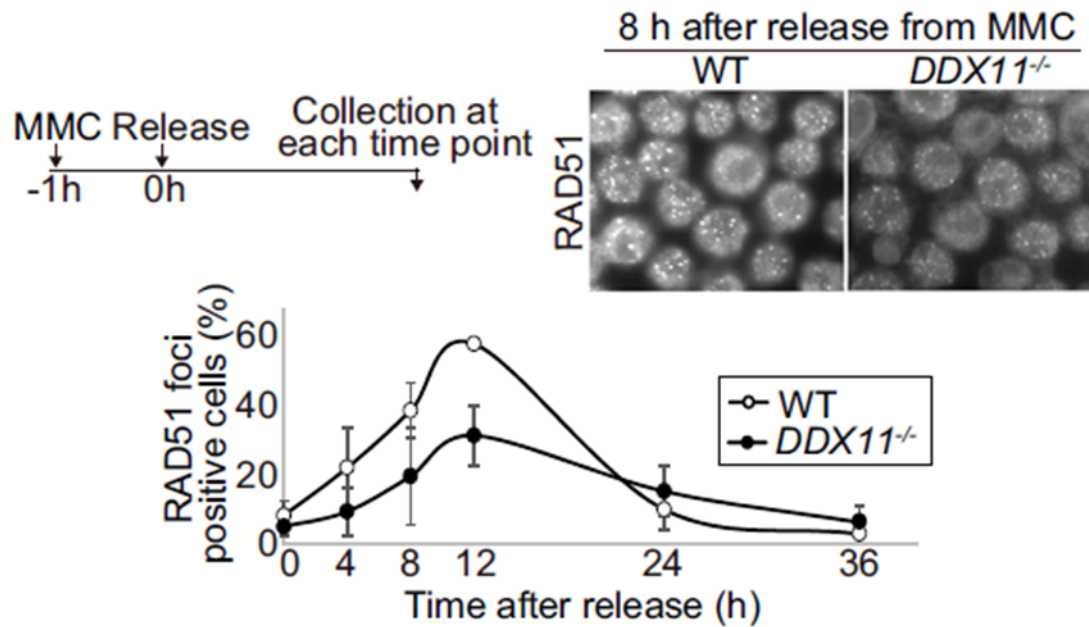 8 h after release from MMC
WT DDX11-/-
RAD51
MMC Release
Collection at
each time point
-1h 0h
RAD51 foci
positive cells (%)
60
40
20
0
0 4 8 12 24 36
Time after release (h)
WT
DDX11-/-